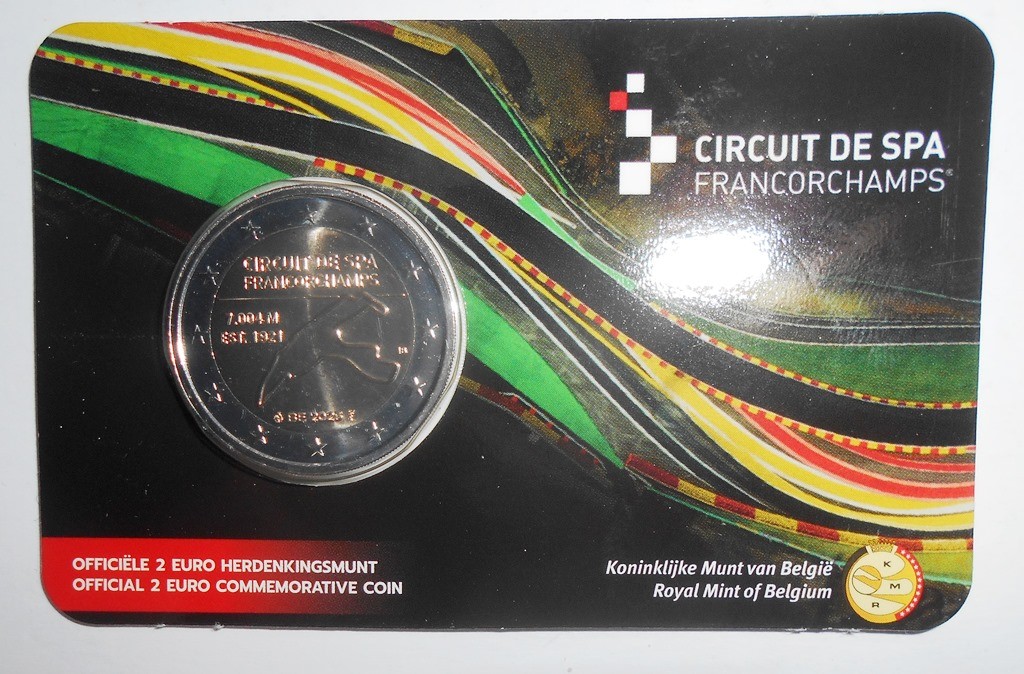 CIRCUIT DE SPA
FRANCORCHAMPS®
CIRCUIT DE SPA
FRANCORCHAMPS
7.004 M
EST. 1921
BE
OFFICIËLE 2 EURO HERDENKINGSMUNT
OFFICIAL 2 EURO COMMEMORATIVE COIN
Koninklijke Munt van België
Royal Mint of Belgium
K
M
R